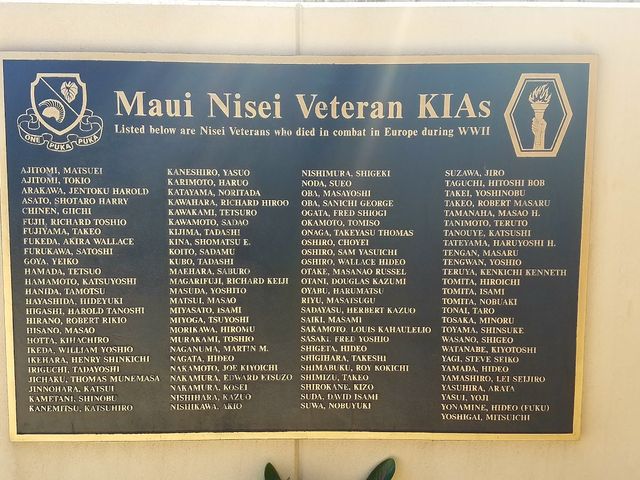 ONE PUKA PUKA
Maui Nisei Veteran KIAs
Listed below are Nisei Veterans who died in combat in Europe during WWII
AJITOMI, MATSUEI
AJITOMI, TOKIO
ARAKAWA, JENTOKU HAROLD
ASATO, SHOTARO HARRY
CHINEN, GIICHI
FUJII, RICHARD TOSHIO
FUJIYAMA, TAKEO
FUKEDA, AKIRA WALLACE
FURUKAWA, SATOSHI
GOYA, YEIKO
HAMADA, TETSUO
HAMAMOTO, KATSUYOSHI
HANIDA, TAMOTSU
HAYASHIDA, HIDEYUKI
HIGASHI, HAROLD TANOSHI
HIRANO, ROBERT RIKIO
HISANO, MASAO
HOTTA, KIHACHIRO
IKEDA, WILLIAM YOSHIO
IKEHARA, HENRY SHINKICHI
IRIGUCHI, TADAYOSHI
JICHAKU, THOMAS MUNEMASA
JINNOHARA, KATSUI
KAMETANI, SHINOBU
KANEMITSU, KATSUHIRO
KANESHIRO, YASUO
KARIMOTO, HARUO
KATAYAMA, NORITADA
KAWAHARA, RICHARD HIROO
KAWAKAMI, TETSURO
KAWAMOTO, SADAO
KIJIMA, TADASHI
KINA, SHOMATSU E.
KOITO, SADAMU
KUBO, TADASHI
MAEHARA, SABURO
MAGARIFUJI, RICHARD KEIJI
MASUDA, YOSHITO
MATSUI, MASAO
MIYASATO, ISAMI
MIYOGA, TSUYOSHI
MORIKAWA, HIROMU
MURAKAMI, TOSHIO
NAGANUMA, MARTIN M.
NAGATA, HIDEO
NAKAMOTO, JOE KIYOICHI
NAKAMURA, EDWARD EISUZO
NAKAMURA, KOSEI
NISHIHARA, KAZUO
NISHIKAWA, AKIO
NISHIMURA, SHIGEKI
NODA, SUEO
OBA, MASAYOSHI
OBA, SANICHI GEORGE
OGATA, FRED SHIOGI
OKAMOTO, TOMISO
ONAGA, TAKEYASU THOMAS
OSHIRO, CHOYEI
OSHIRO, SAM YASUICHI
OSHIRO, WALLACE HIDEO
OTAKE, MASANAO RUSSEL
OTANI, DOUGLAS KAZUMI
OYABU, HARUMATSU
RIYU, MASATSUGU
SADAYASU, HERBERT KAZUO
SAIKI, MASAMI
SAKAMOTO, LOUIS KAHAULELIO
SASAKI, FRED YOSHIO
SHIGETA, HIDEO
SHIGIHARA, TAKESHI
SHIMABUKU, ROY KOKICHI
SHIMIZU, TAKEO
SHIROKANE, KIZO
SUDA, DAVID ISAMI
SUWA, NOBUYUKI
SUZAWA, JIRO
TAGUCHI, HITOSHI BOB
TAKEI, YOSHINOBU
TAKEO, ROBERT MASARU
TAMANAHA, MASAO H.
TANIMOTO, TERUTO
TANOUYE, KATSUSHI
TATEYAMA, HARUYOSHI H.
TENGAN, MASARU
TENGWAN, YOSHIO
TERUYA, KENKICHI KENNETH
TOMITA, HIROICHI
TOMITA, ISAMI
TOMITA, NOBUAKI
TONAI, TARO
TOSAKA, MINORU
TOYAMA, SHINSUKE
WASANO, SHIGEO
WATANABE, KIYOTOSHI
YAGI, STEVE SEIKO
YAMADA, HIDEO
YAMASHIRO, LEI SEIJIRO
YASUHIRA, ARATA
YASUI, YOJI
YONAMINE, HIDEO (FUKU)
YOSHIGAI, MITSUICHI